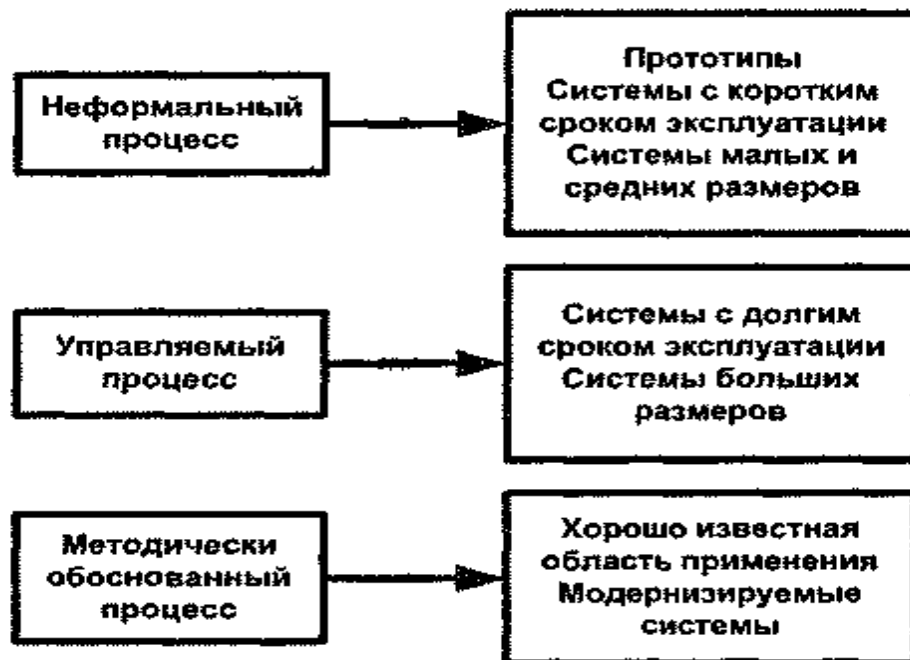 Неформальный
процесс
Прототипы
Системы с коротким
сроком эксплуатации
Системы малых и
средних размеров
Управляемый
процесс
Системы с долгим
сроком эксплуатации
Системы больших
размеров
Методически
обоснованный
процесс
Хорошо известная
область применения
Модернизируемые
системы